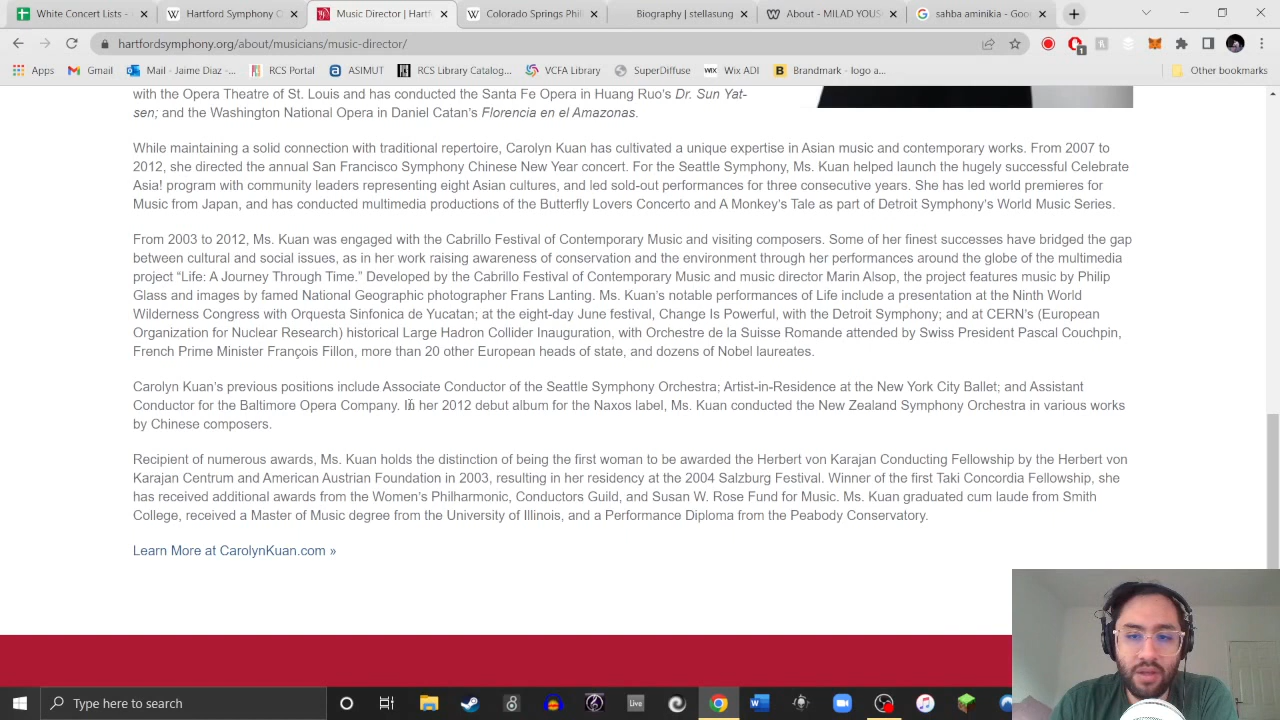 White Concert Lists -
Hartford Symphony O
Music Director | Hartf
Colorado Springs Phil
Biography | stellasung
About - MILAD YOUS
sahba aminikia - Goo
hartfordsymphony.org/about/musicians/music-director/
1
Apps
Gmail
Mail - Jaime Diaz -...
RCS Portal
ASIMUT
RCS Library Catalog...
VCFA Library
SuperDiffuse
WIX
Wix ADI
Brandmark - logo a...
Other bookmarks
with the Opera Theatre of St. Louis and has conducted the Santa Fe Opera in Huang Ruo's Dr. Sun Yat-
sen; and the Washington National Opera in Daniel Catan's Florencia en el Amazonas.
While maintaining a solid connection with traditional repertoire, Carolyn Kuan has cultivated a unique expertise in Asian music and contemporary works. From 2007 to
2012, she directed the annual San Francisco Symphony Chinese New Year concert. For the Seattle Symphony, Ms. Kuan helped launch the hugely successful Celebrate
Asia! program with community leaders representing eight Asian cultures, and led sold-out performances for three consecutive years. She has led world premieres for
Music from Japan, and has conducted multimedia productions of the Butterfly Lovers Concerto and A Monkey's Tale as part of Detroit Symphony's World Music Series.
From 2003 to 2012, Ms. Kuan was engaged with the Cabrillo Festival of Contemporary Music and visiting composers. Some of her finest successes have bridged the gap
between cultural and social issues, as in her work raising awareness of conservation and the environment through her performances around the globe of the multimedia
project “Life: A Journey Through Time.” Developed by the Cabrillo Festival of Contemporary Music and music director Marin Alsop, the project features music by Philip
Glass and images by famed National Geographic photographer Frans Lanting. Ms. Kuan's notable performances of Life include a presentation at the Ninth World
Wilderness Congress with Orquesta Sinfonica de Yucatan; at the eight-day June festival, Change Is Powerful, with the Detroit Symphony; and at CERN's (European
Organization for Nuclear Research) historical Large Hadron Collider Inauguration, with Orchestre de la Suisse Romande attended by Swiss President Pascal Couchpin,
French Prime Minister François Fillon, more than 20 other European heads of state, and dozens of Nobel laureates.
Carolyn Kuan's previous positions include Associate Conductor of the Seattle Symphony Orchestra; Artist-in-Residence at the New York City Ballet; and Assistant
Conductor for the Baltimore Opera Company. In her 2012 debut album for the Naxos label, Ms. Kuan conducted the New Zealand Symphony Orchestra in various works
by Chinese composers.
Recipient of numerous awards, Ms. Kuan holds the distinction of being the first woman to be awarded the Herbert von Karajan Conducting Fellowship by the Herbert von
Karajan Centrum and American Austrian Foundation in 2003, resulting in her residency at the 2004 Salzburg Festival. Winner of the first Taki Concordia Fellowship, she
has received additional awards from the Women's Philharmonic, Conductors Guild, and Susan W. Rose Fund for Music. Ms. Kuan graduated cum laude from Smith
College, received a Master of Music degree from the University of Illinois, and a Performance Diploma from the Peabody Conservatory.
Learn More at CarolynKuan.com »
Type here to search
Live